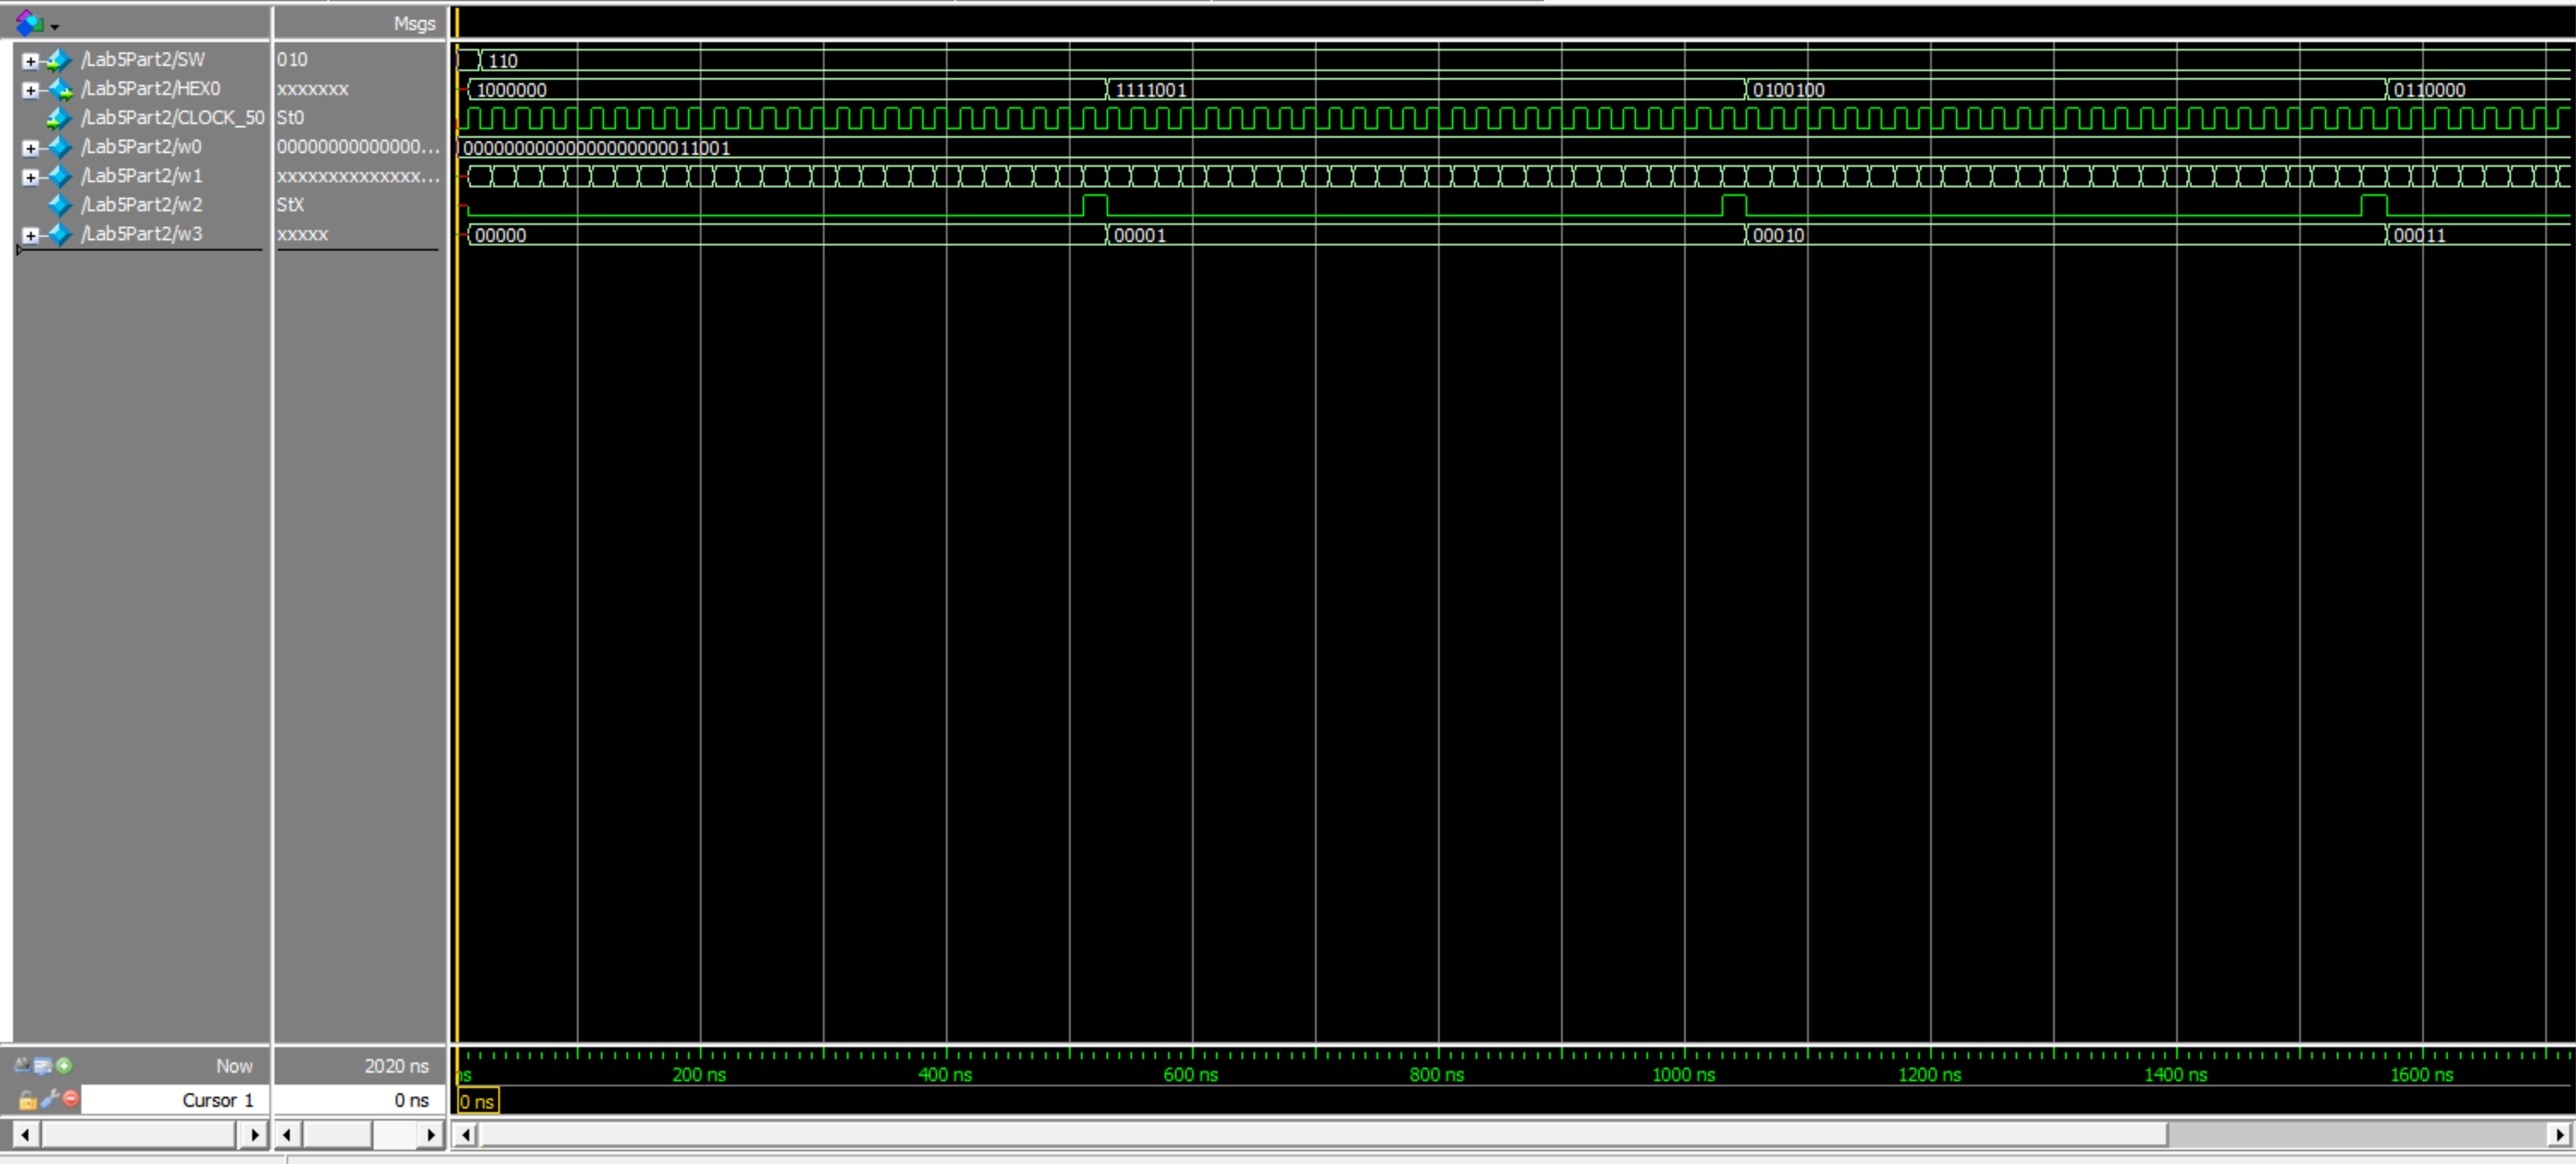 Msgs
/Lab5Part2/SW 010 110
/Lab5Part2/HEX0 xxxxxxx 1000000 1111001 0100100 0110000
/Lab5Part2/CLOCK_50 St0
/Lab5Part2/w0 00000000000000... 00000000000000000000011001
/Lab5Part2/w1 xxxxxxxxxxxxxx...
/Lab5Part2/w2 StX
/Lab5Part2/w3 xxxxx 00000 00001 00010 00011
Now 2020 ns ns 200 ns 400 ns 600 ns 800 ns 1000 ns 1200 ns 1400 ns 1600 ns
Cursor 1 0 ns 0 ns